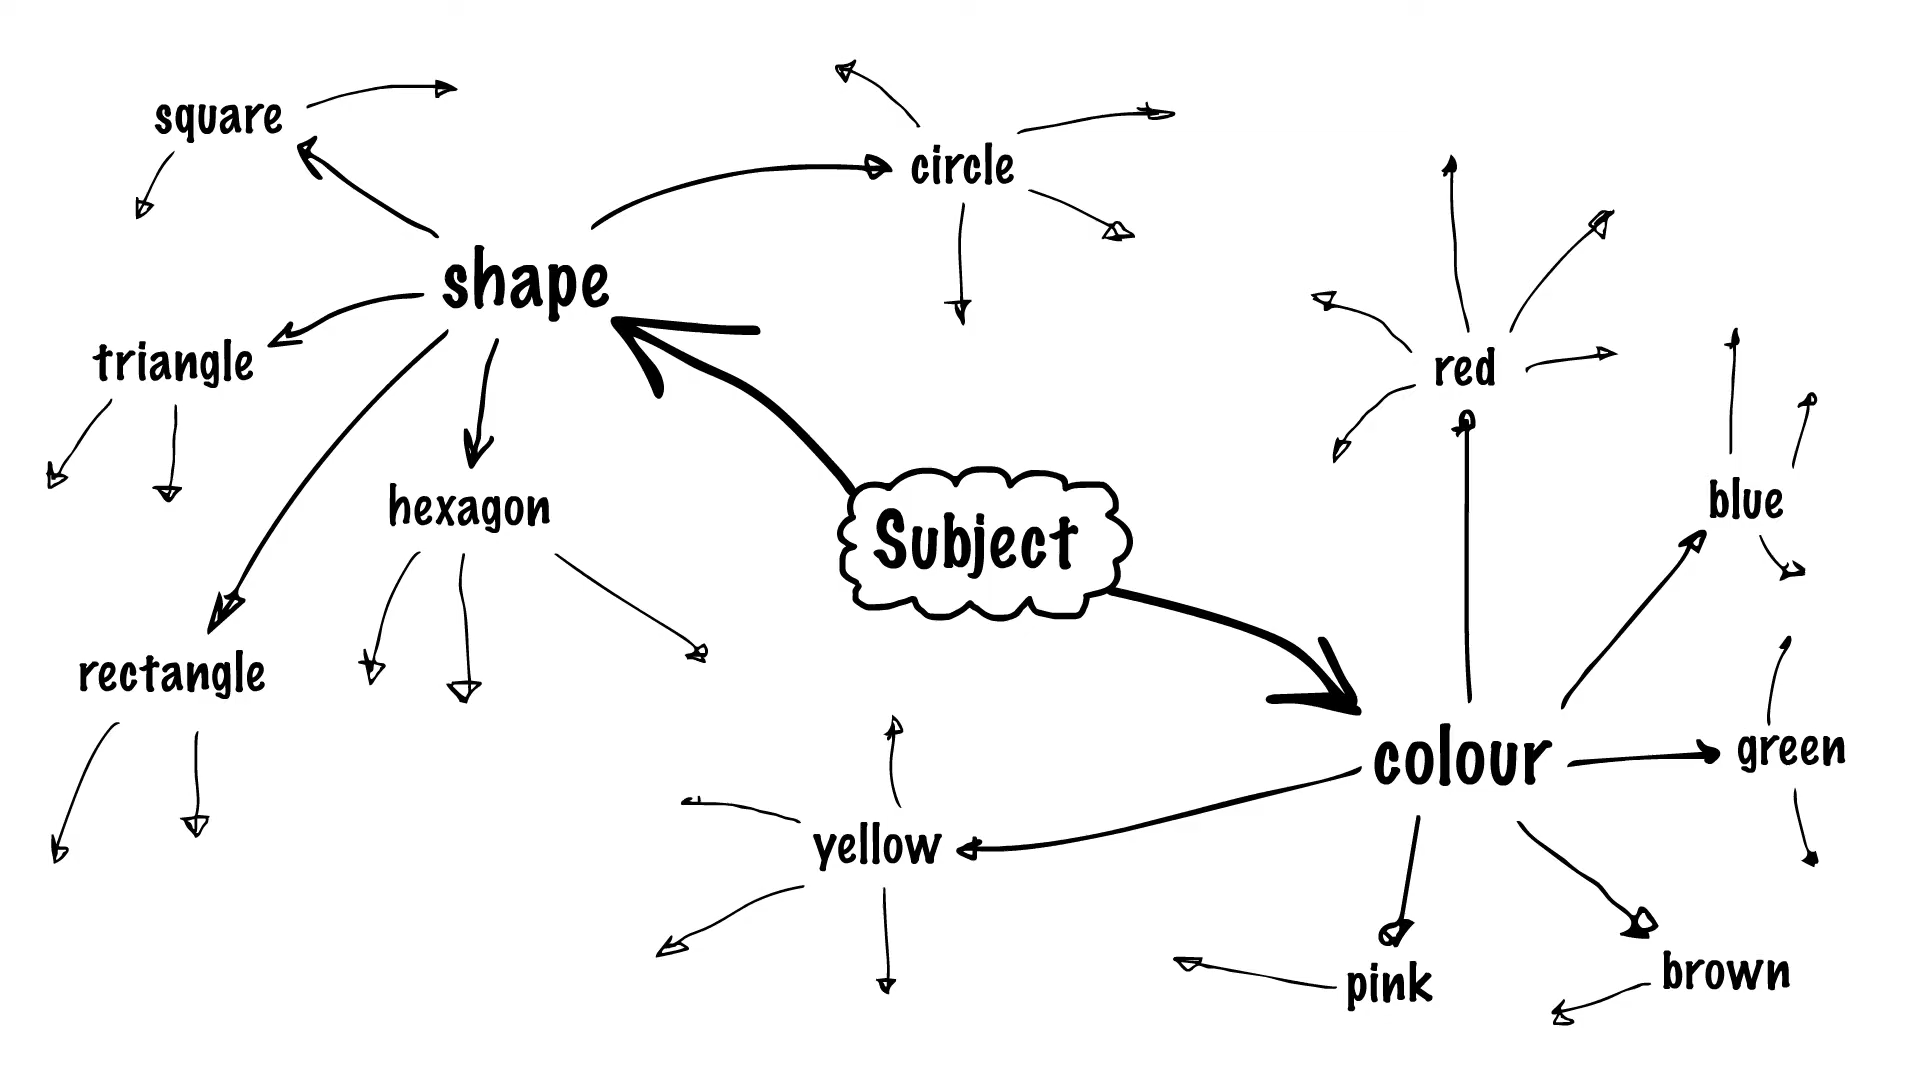 square
circle
shape
triangle
red
hexagon
blue
Subject
rectangle
colour
green
yellow
pink
brown